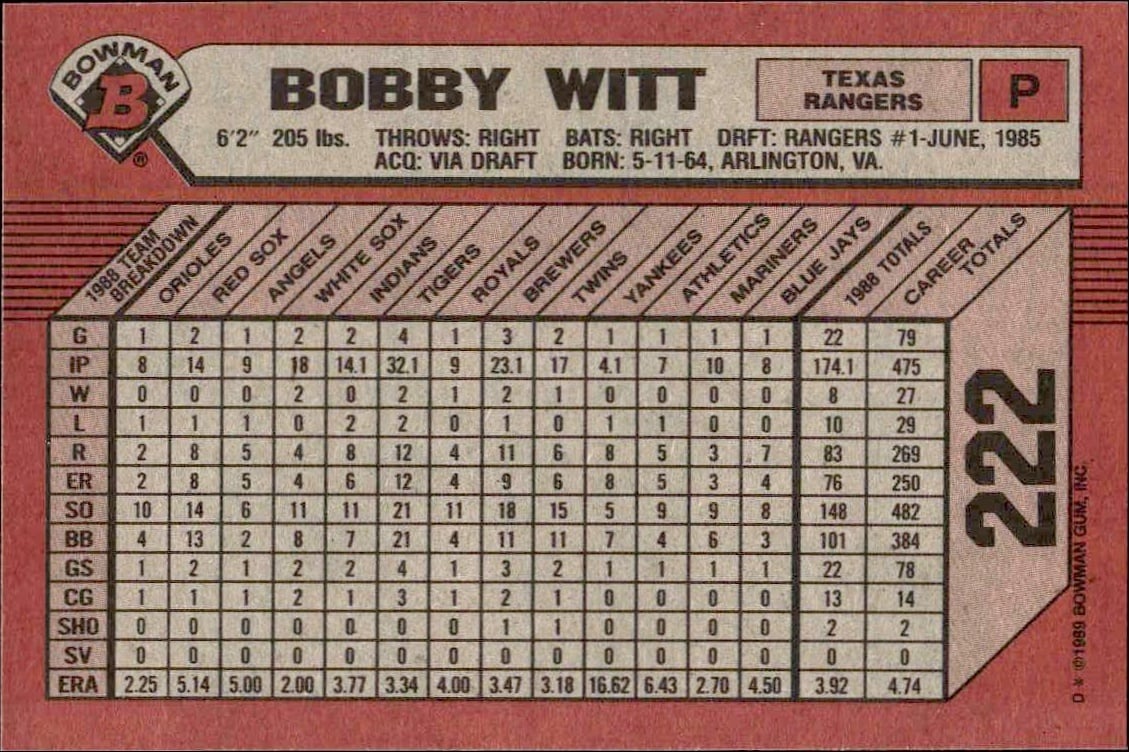 BOWMAN
B
®
BOBBY WITT
TEXAS RANGERS
P
6'2" 205 lbs. THROWS: RIGHT BATS: RIGHT DRFT: RANGERS #1-JUNE, 1985
ACQ: VIA DRAFT BORN: 5-11-64, ARLINGTON, VA.
1988 TEAM BREAKDOWN ORIOLES RED SOX ANGELS WHITE SOX INDIANS TIGERS ROYALS BREWERS TWINS YANKEES ATHLETICS MARINERS BLUE JAYS 1988 TOTALS CAREER TOTALS
G 1 2 1 2 2 4 1 3 2 1 1 1 1 22 79
IP 8 14 9 18 14.1 32.1 9 23.1 17 4.1 7 10 8 174.1 475
W 0 0 0 2 0 2 1 2 1 0 0 0 0 8 27
L 1 1 1 0 2 2 0 1 0 1 1 0 0 10 29
R 2 8 5 4 8 12 4 11 6 8 5 3 7 83 269
ER 2 8 5 4 6 12 4 9 6 8 5 3 4 76 250
SO 10 14 6 11 11 21 11 18 15 5 9 9 8 148 482
BB 4 13 2 8 7 21 4 11 11 7 4 6 3 101 384
GS 1 2 1 2 2 4 1 3 2 1 1 1 1 22 78
CG 1 1 1 2 1 3 1 2 1 0 0 0 0 13 14
SHO 0 0 0 0 0 0 0 1 1 0 0 0 0 2 2
SV 0 0 0 0 0 0 0 0 0 0 0 0 0 0 0
ERA 2.25 5.14 5.00 2.00 3.77 3.34 4.00 3.47 3.18 16.62 6.43 2.70 4.50 3.92 4.74
222
D * ©1989 BOWMAN GUM, INC.